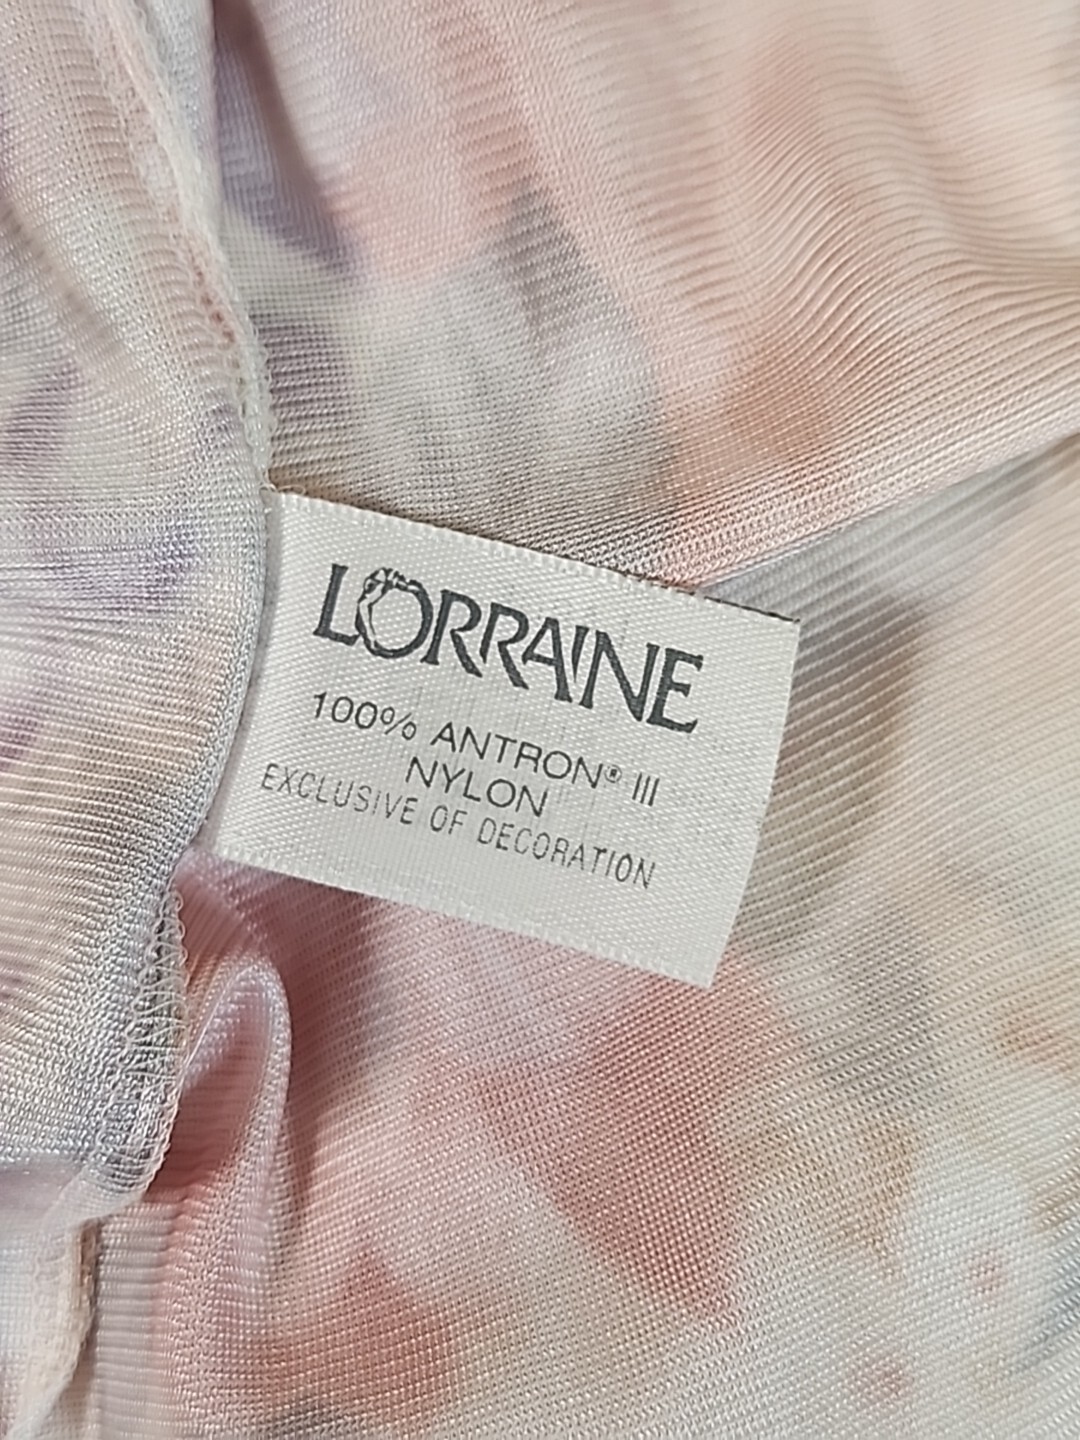 LORRAINE
100% ANTRON® III
NYLON
EXCLUSIVE OF DECORATION